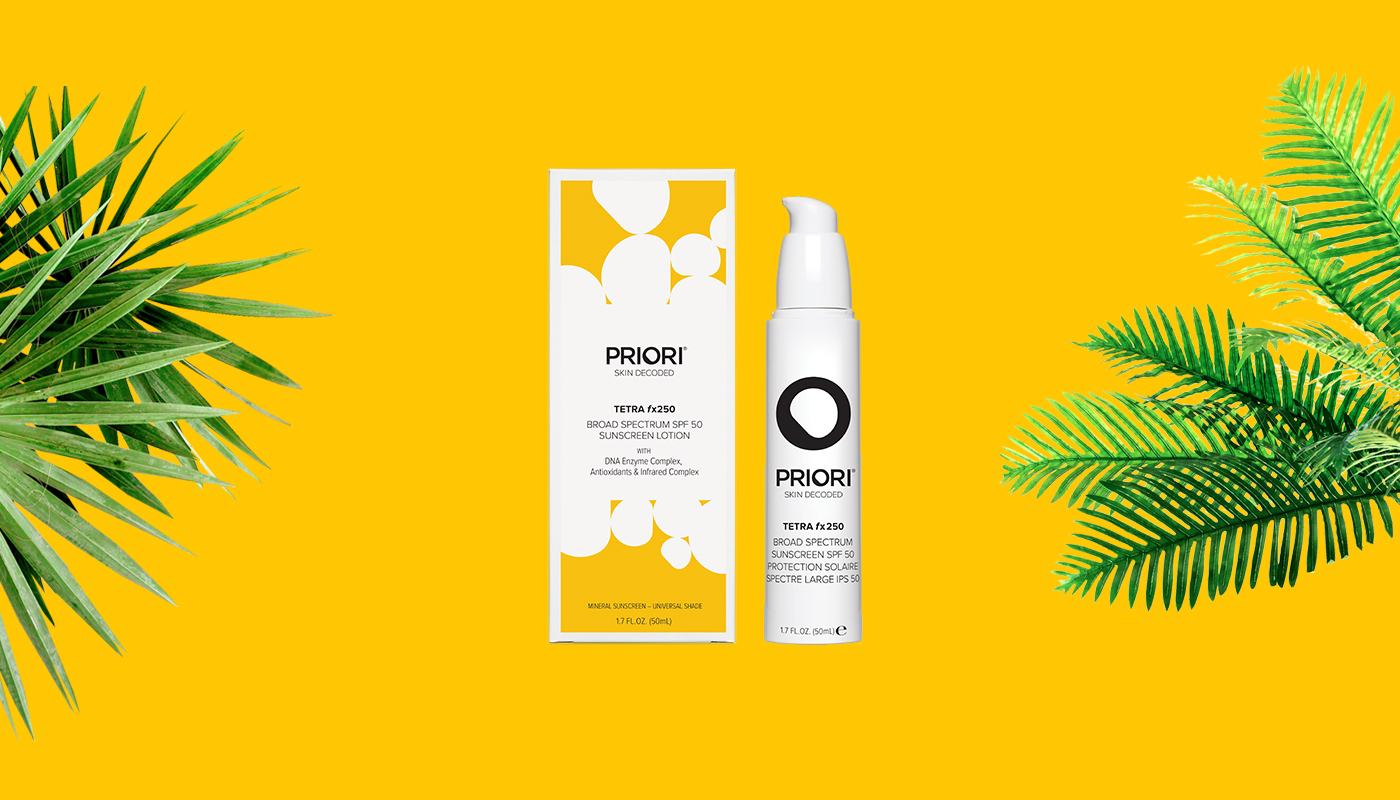 PRIORI®
SKIN DECODED
TETRA fx250
BROAD SPECTRUM SPF 50
SUNSCREEN LOTION
WITH
DNA Enzyme Complex,
Antioxidants & Infrared Complex
MINERAL SUNSCREEN – UNIVERSAL SHADE
1.7 FL.OZ. (50mL)
PRIORI®
SKIN DECODED
TETRA fx250
BROAD SPECTRUM
SUNSCREEN SPF 50
PROTECTION SOLAIRE
SPECTRE LARGE IPS 50
1.7 FL.OZ. (50mL) ℮